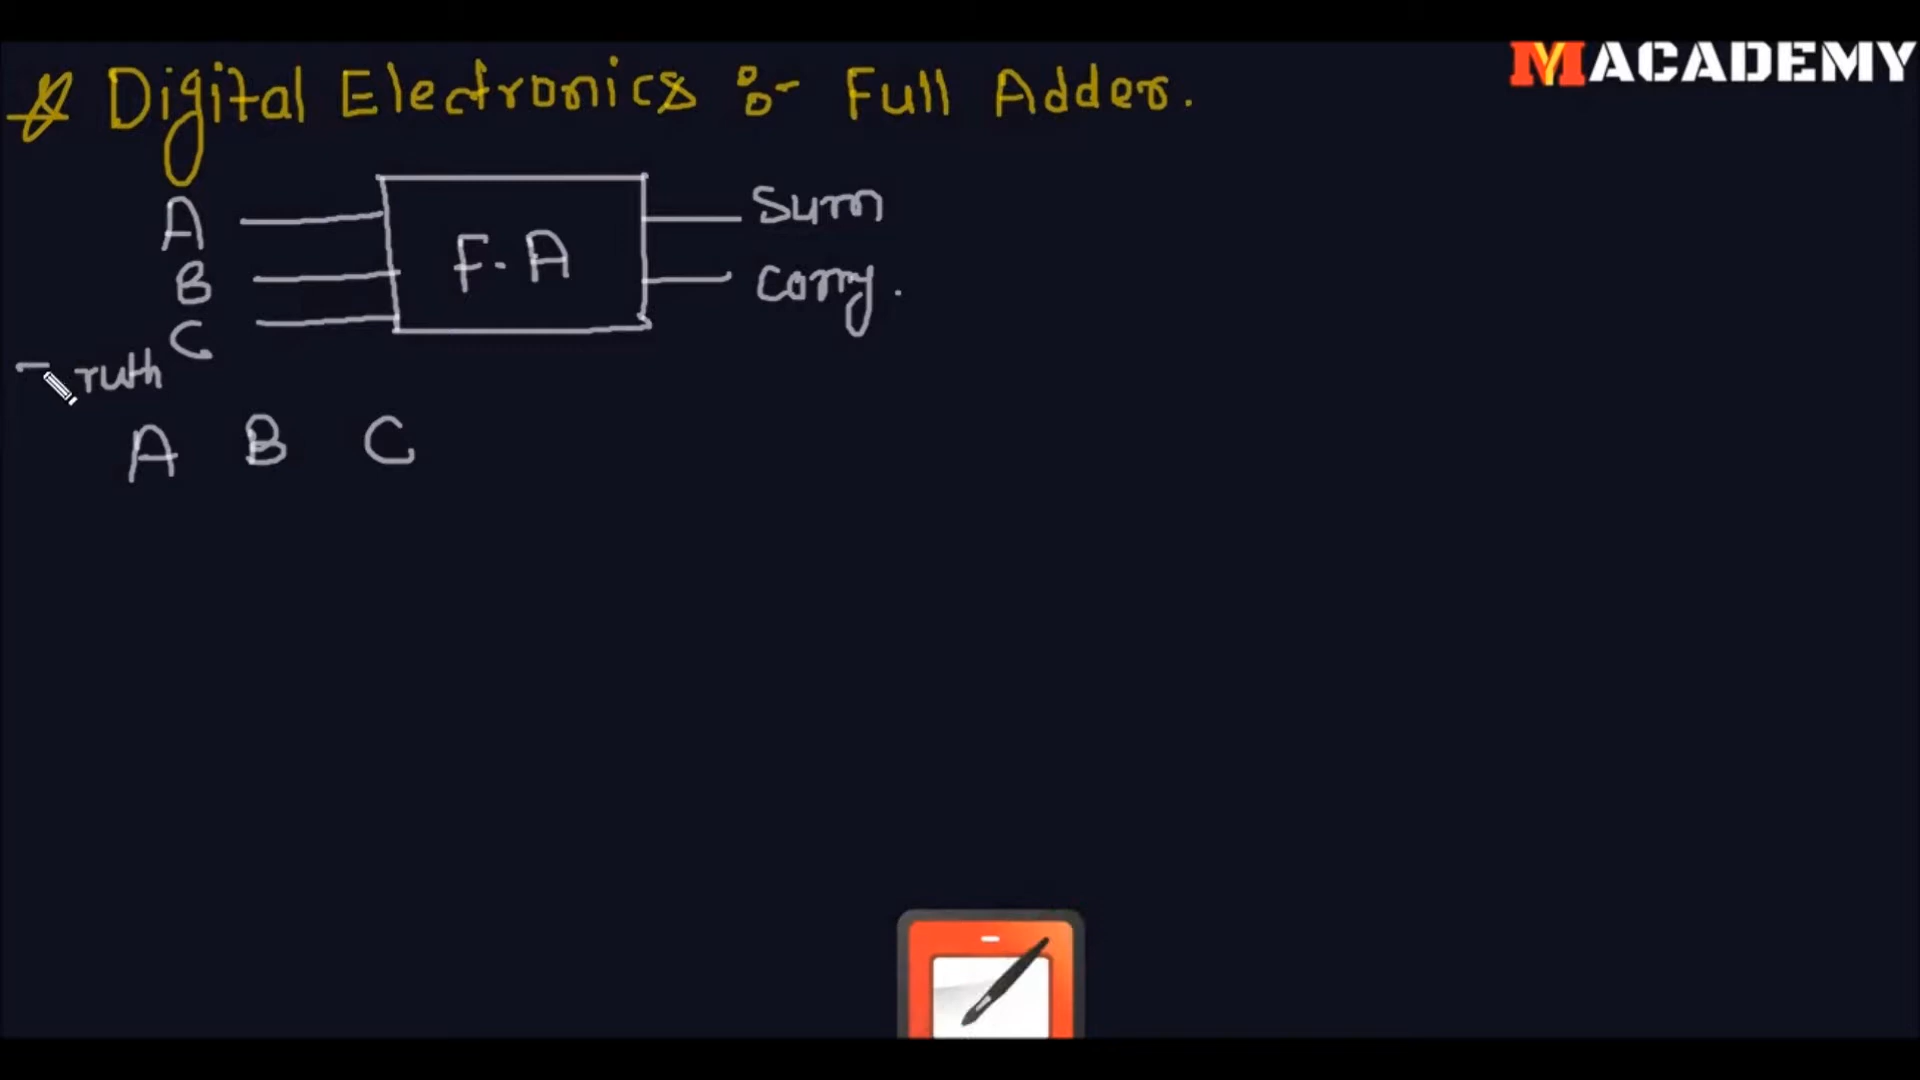 MACADEMY
Digital Electronics :- Full Adder.
A
B
C
F.A
Sum
Carry.
Truth
A B C